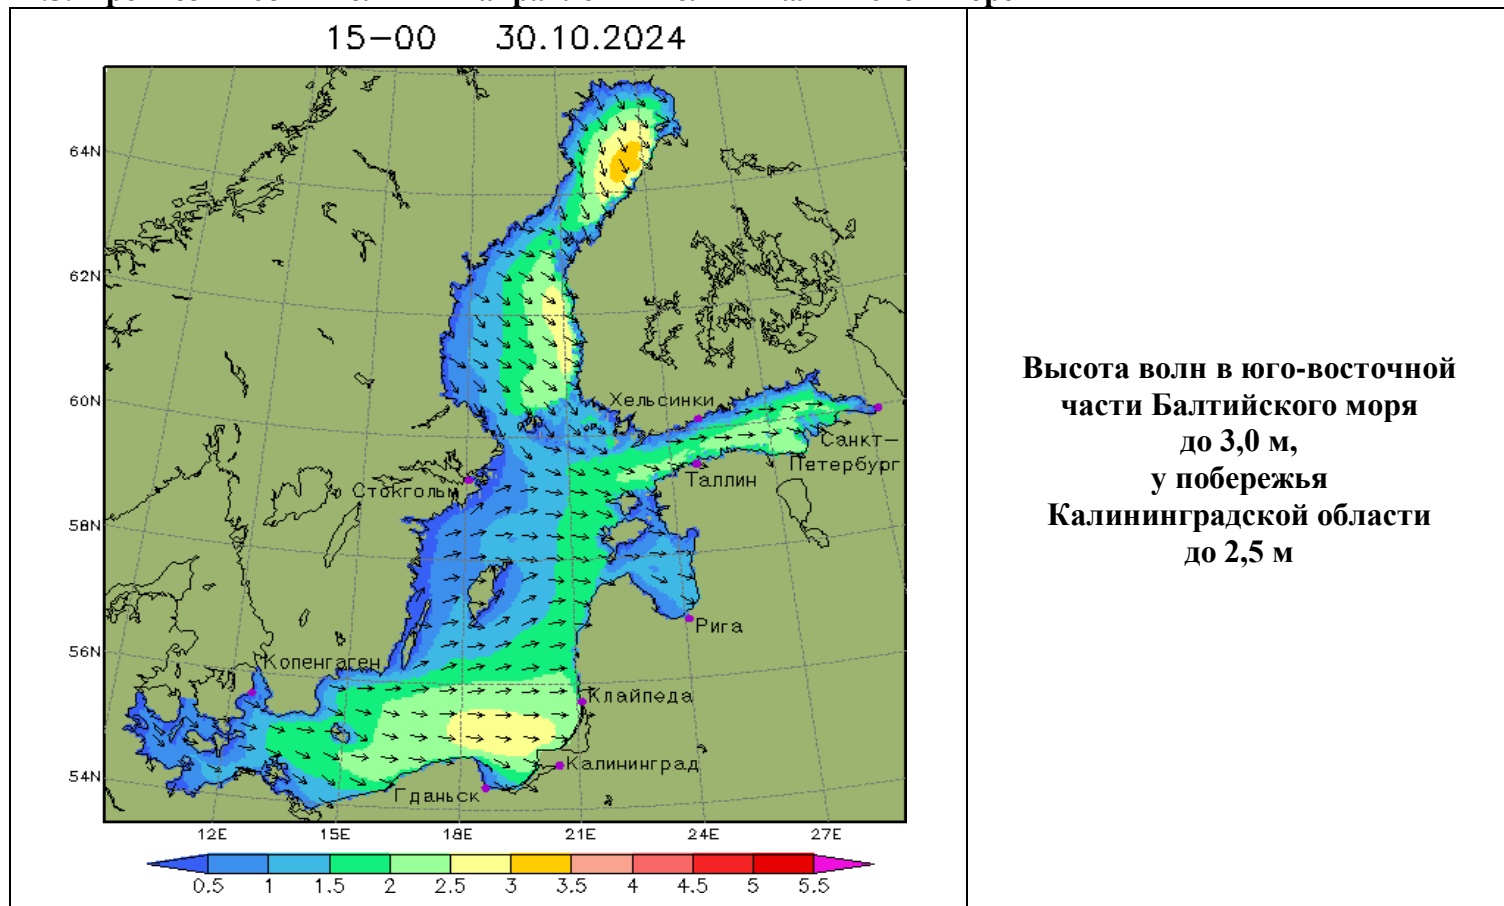 15-00 30.10.2024
64N
62N
60N
58N
56N
54N
Хельсинки
Санкт-
Петербург
Таллин
Стокгольм
Рига
Копенгаген
Клайпеда
Калининград
Гданьск
12E 15E 18E 21E 24E 27E
0.5 1 1.5 2 2.5 3 3.5 4 4.5 5 5.5
Высота волн в юго-восточной
части Балтийского моря
до 3,0 м,
у побережья
Калининградской области
до 2,5 м